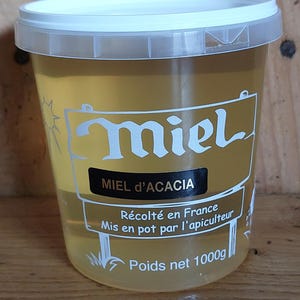 miel
MIEL d'ACACIA
Récolté en France
Mis en pot par l'apiculteur
Poids net 1000g